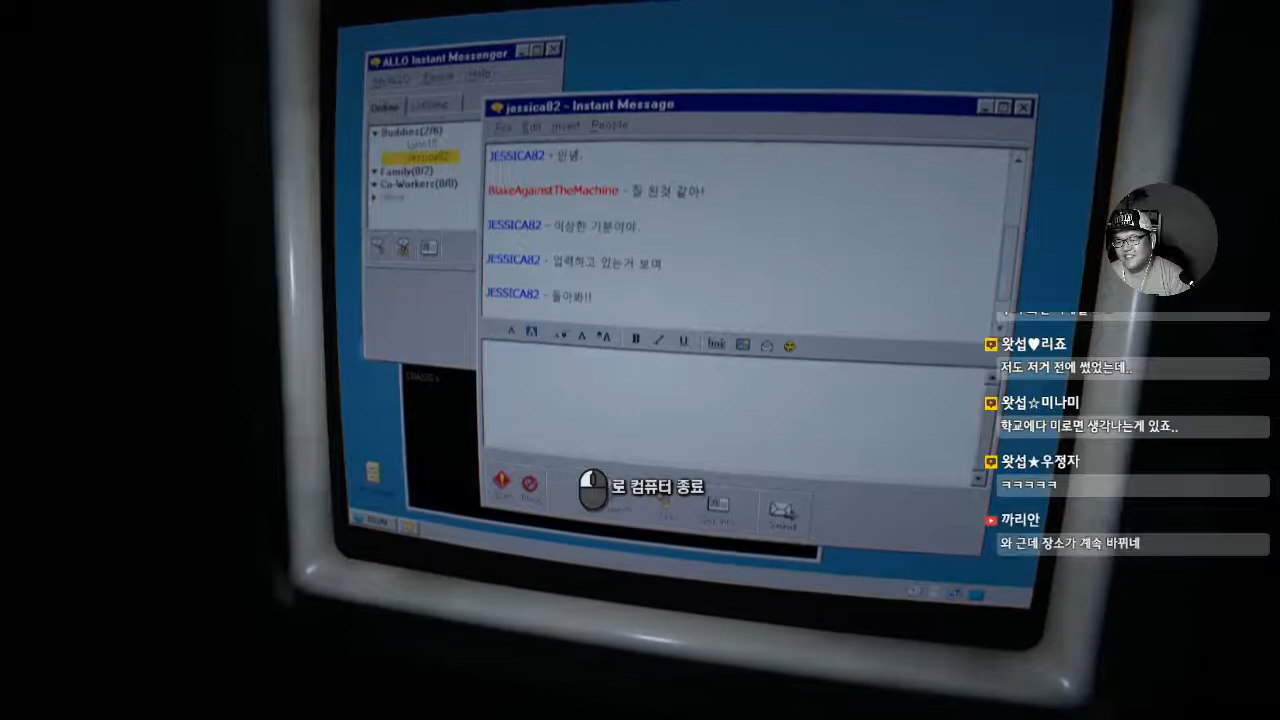 ALLO Instant Messenger
People
Help
Online
Buddies(2/6)
Lynn15
Jessica82
Family(0/2)
Co-Workers(0/0)
jessica82 - Instant Message
File Edit Insert People
JESSICA82 - 안녕.
BlakeAgainstTheMachine - 잘 된것 같아!
JESSICA82 - 이상한 기분이야.
JESSICA82 - 입력하고 있는거 보며
JESSICA82 - 돌아봐!!
B
U
link
로 컴퓨터 종료
Send
왓섭♥리죠
저도 저거 전에 썼었는데..
왓섭☆미나미
학교에다 미로면 생각나는게 있죠..
왓섭★우정자
ㅋㅋㅋㅋㅋ
까리안
와 근데 장소가 계속 바뀌네